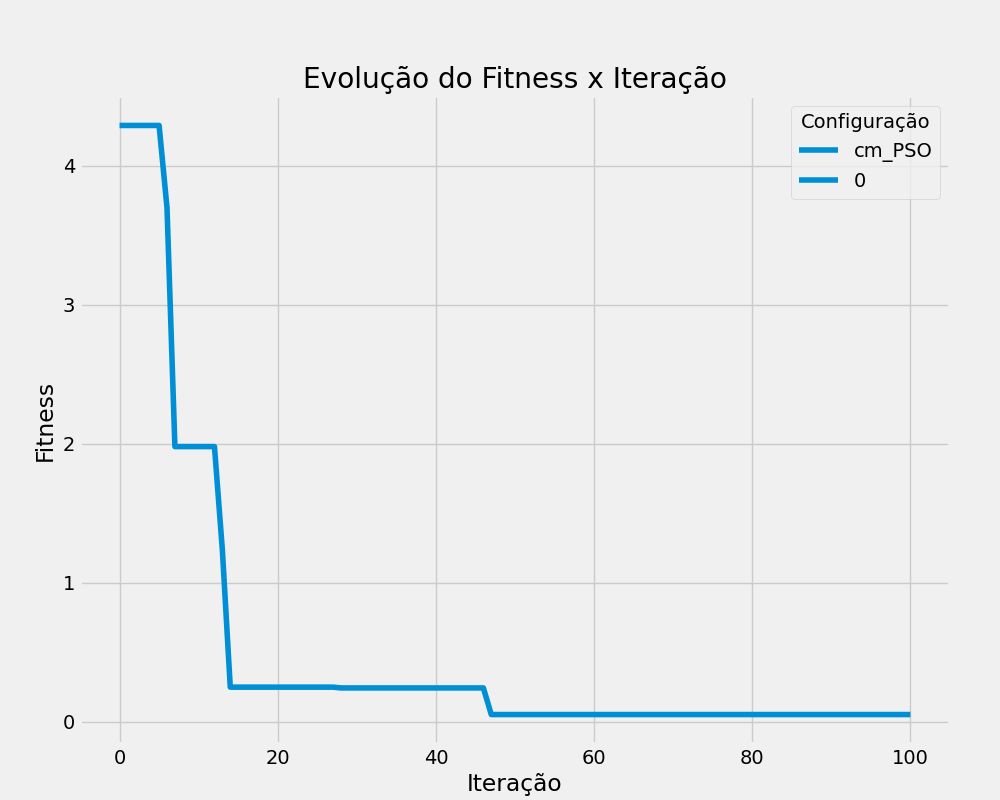 Evolução do Fitness x Iteração
Configuração
cm_PSO
0
4
3
2
1
0
Fitness
0 20 40 60 80 100
Iteração